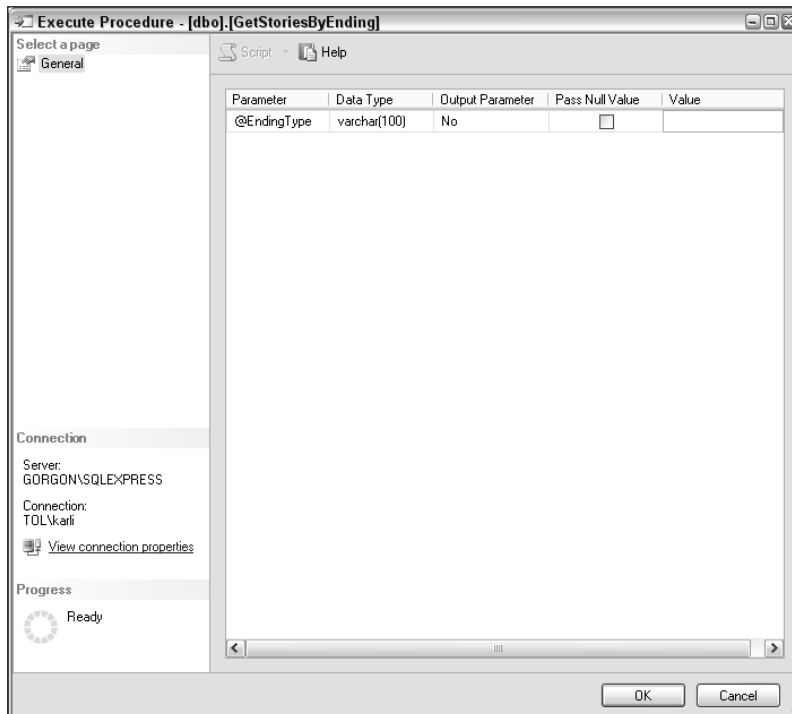 Execute Procedure - [dbo].[GetStoriesByEnding]
Select a page
General
Script
Help
Parameter Data Type Output Parameter Pass Null Value Value
@EndingType varchar(100) No
Connection
Server:
GORGON\SQLEXPRESS
Connection:
TOL\karli
View connection properties
Progress
Ready
OK Cancel